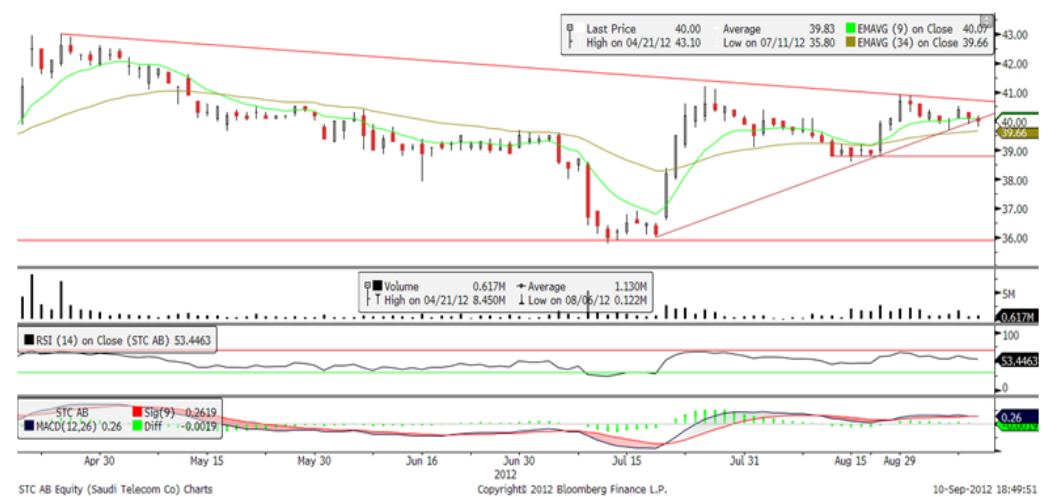 Last Price 40.00 Average 39.83 EMAVG (9) on Close 40.07
High on 04/21/12 43.10 Low on 07/11/12 35.80 EMAVG (34) on Close 39.66
43.00
42.00
41.00
40.00
39.66
39.00
38.00
37.00
36.00
Volume 0.617M Average 1.130M
High on 04/21/12 8.450M Low on 08/06/12 0.122M
5M
0.617M
RSI (14) on Close (STC AB) 53.4463
100
53.4463
0
STC AB Sig(9) 0.2619
MACD(12,26) 0.26 Diff -0.0019
0.26
-0.0019
Apr 30 May 15 May 30 Jun 16 Jun 30 Jul 15 Jul 31 Aug 15 Aug 29
2012
STC AB Equity (Saudi Telecom Co) Charts Copyright© 2012 Bloomberg Finance L.P. 10-Sep-2012 18:49:51